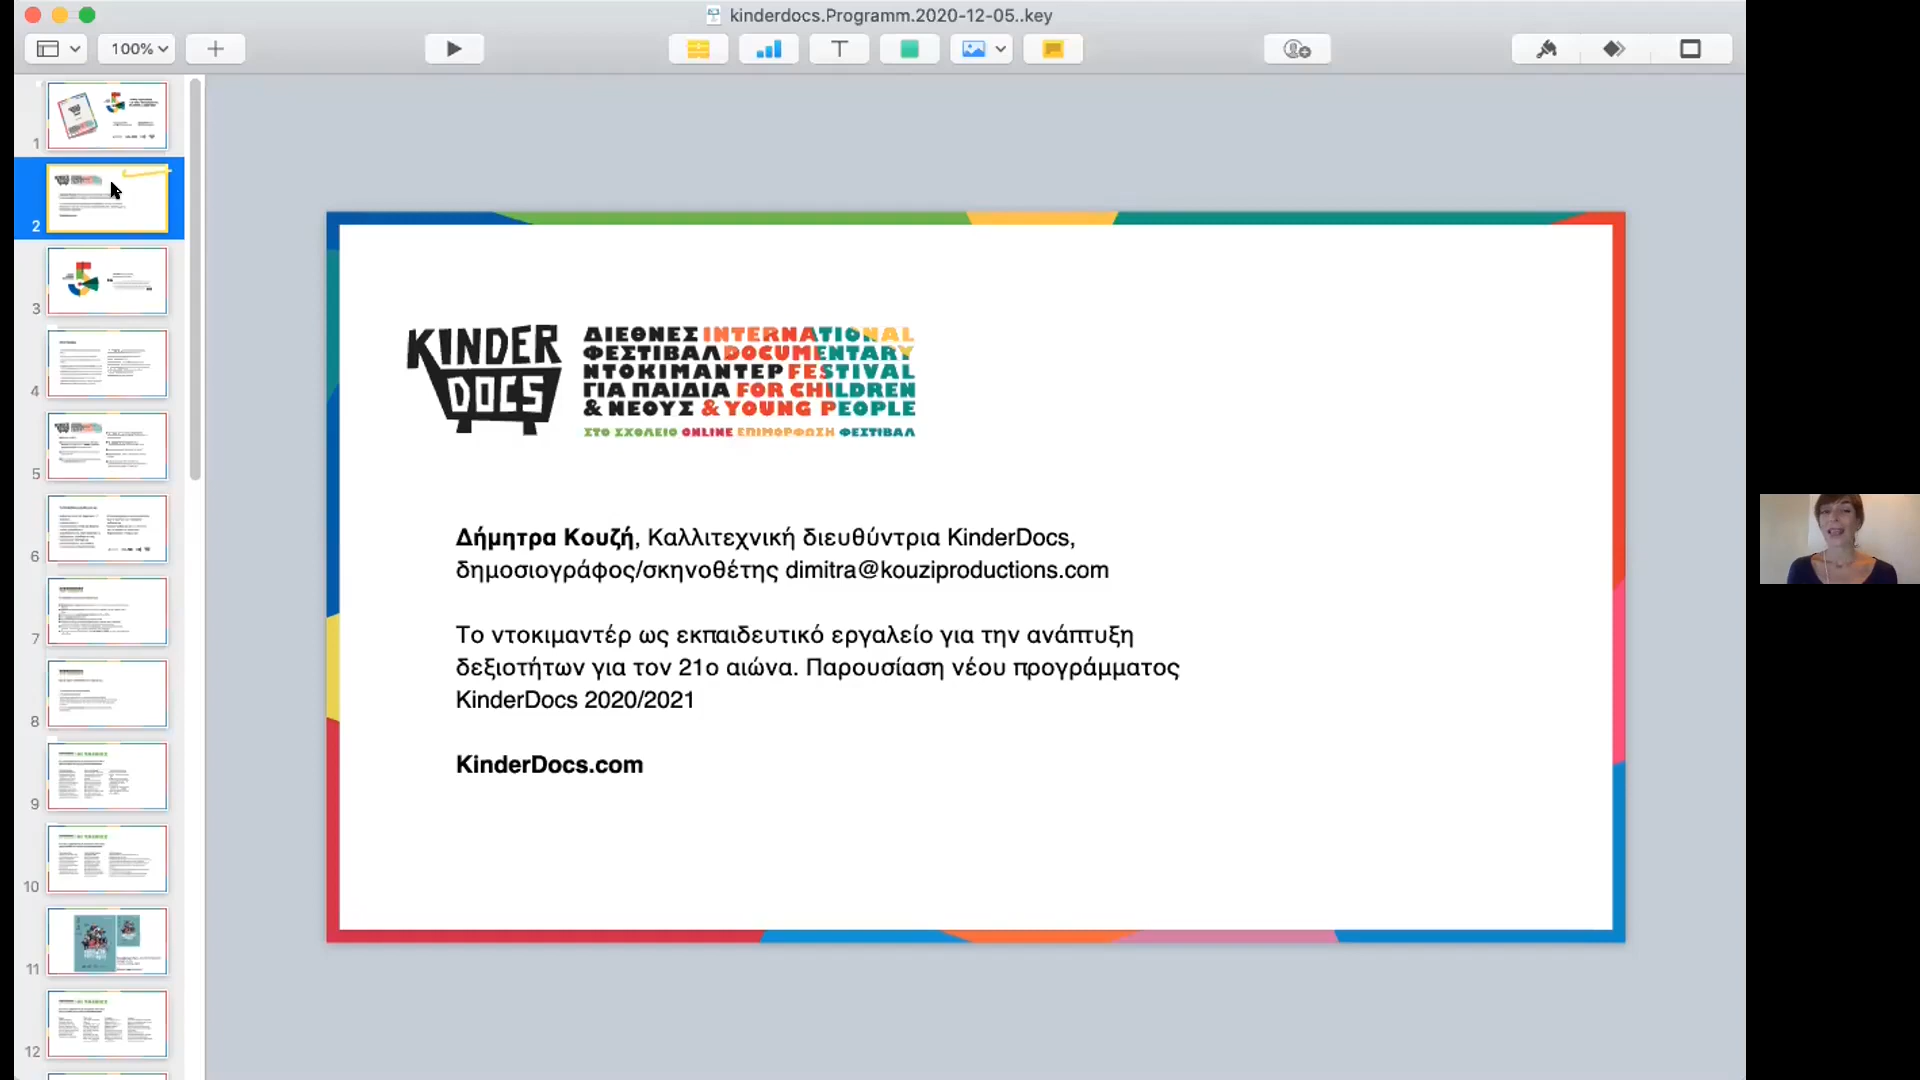 kinderdocs.Programm.2020-12-05..key
100%
1
2
3
4
5
6
7
8
9
10
11
12
KINDER
DOCS
ΔΙΕΘΝΕΣ INTERNATIONAL
ΦΕΣΤΙΒΑΛ DOCUMENTARY
ΝΤΟΚΙΜΑΝΤΕΡ FESTIVAL
ΓΙΑ ΠΑΙΔΙΑ FOR CHILDREN
& ΝΕΟΥΣ & YOUNG PEOPLE
ΣΤΟ ΣΧΟΛΕΙΟ ONLINE ΕΠΙΜΟΡΦΩΣΗ ΦΕΣΤΙΒΑΛ
Δήμητρα Κουζή, Καλλιτεχνική διευθύντρια KinderDocs,
δημοσιογράφος/σκηνοθέτης dimitra@kouziproductions.com
Το ντοκιμαντέρ ως εκπαιδευτικό εργαλείο για την ανάπτυξη
δεξιοτήτων για τον 21ο αιώνα. Παρουσίαση νέου προγράμματος
KinderDocs 2020/2021
KinderDocs.com